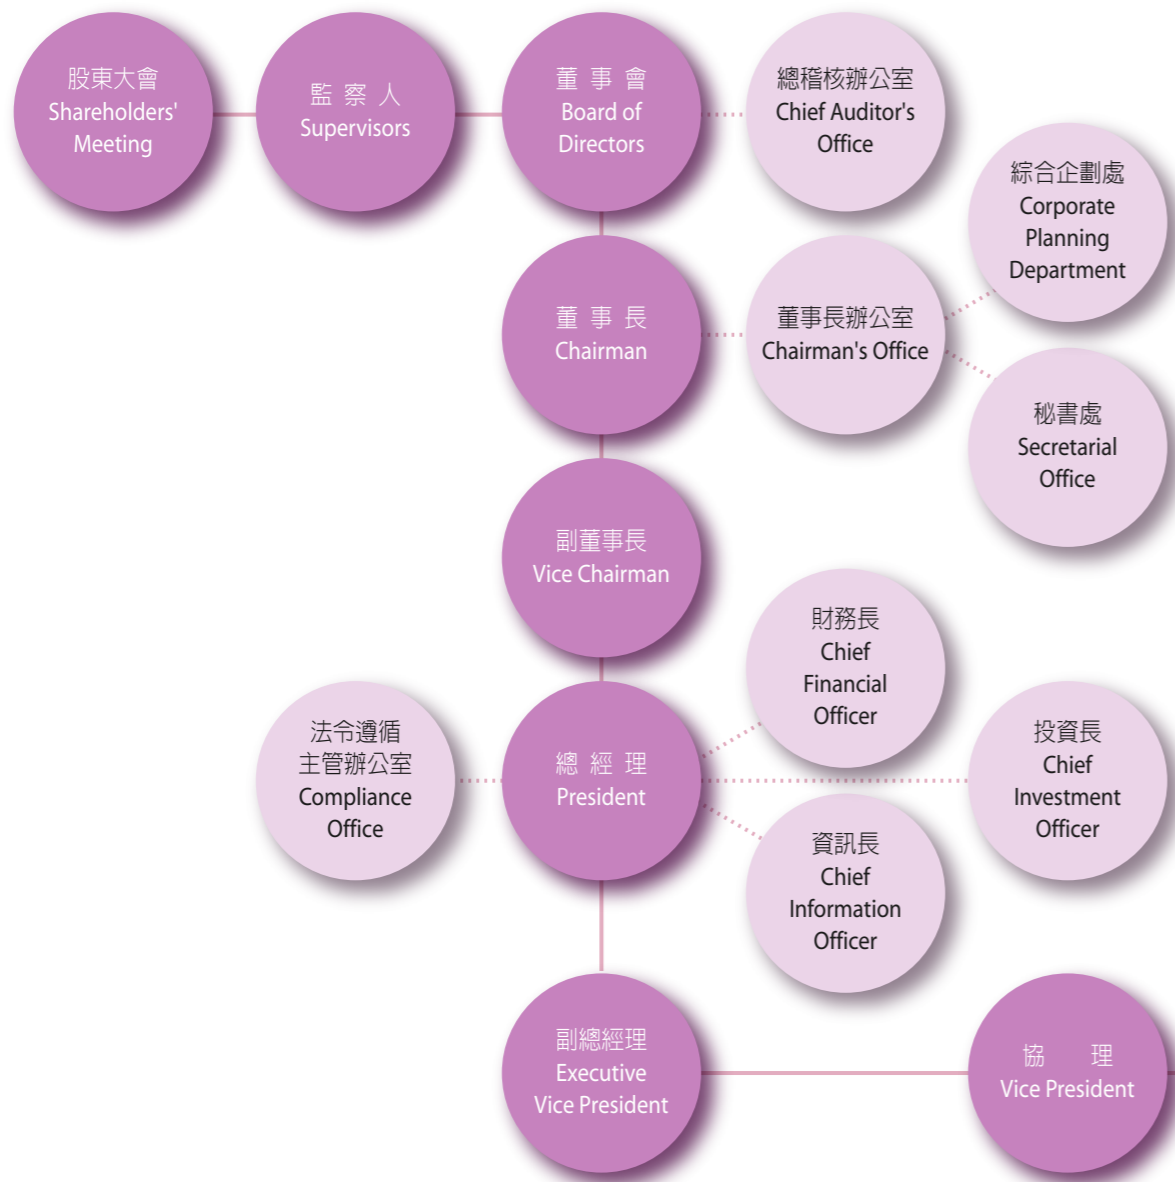 股東大會
Shareholders'
Meeting
監察人
Supervisors
董事會
Board of
Directors
總稽核辦公室
Chief Auditor's
Office
綜合企劃處
Corporate
Planning
Department
董事長
Chairman
董事長辦公室
Chairman's Office
秘書處
Secretarial
Office
副董事長
Vice Chairman
財務長
Chief
Financial
Officer
法令遵循
主管辦公室
Compliance
Office
總經理
President
投資長
Chief
Investment
Officer
資訊長
Chief
Information
Officer
副總經理
Executive
Vice President
協理
Vice President